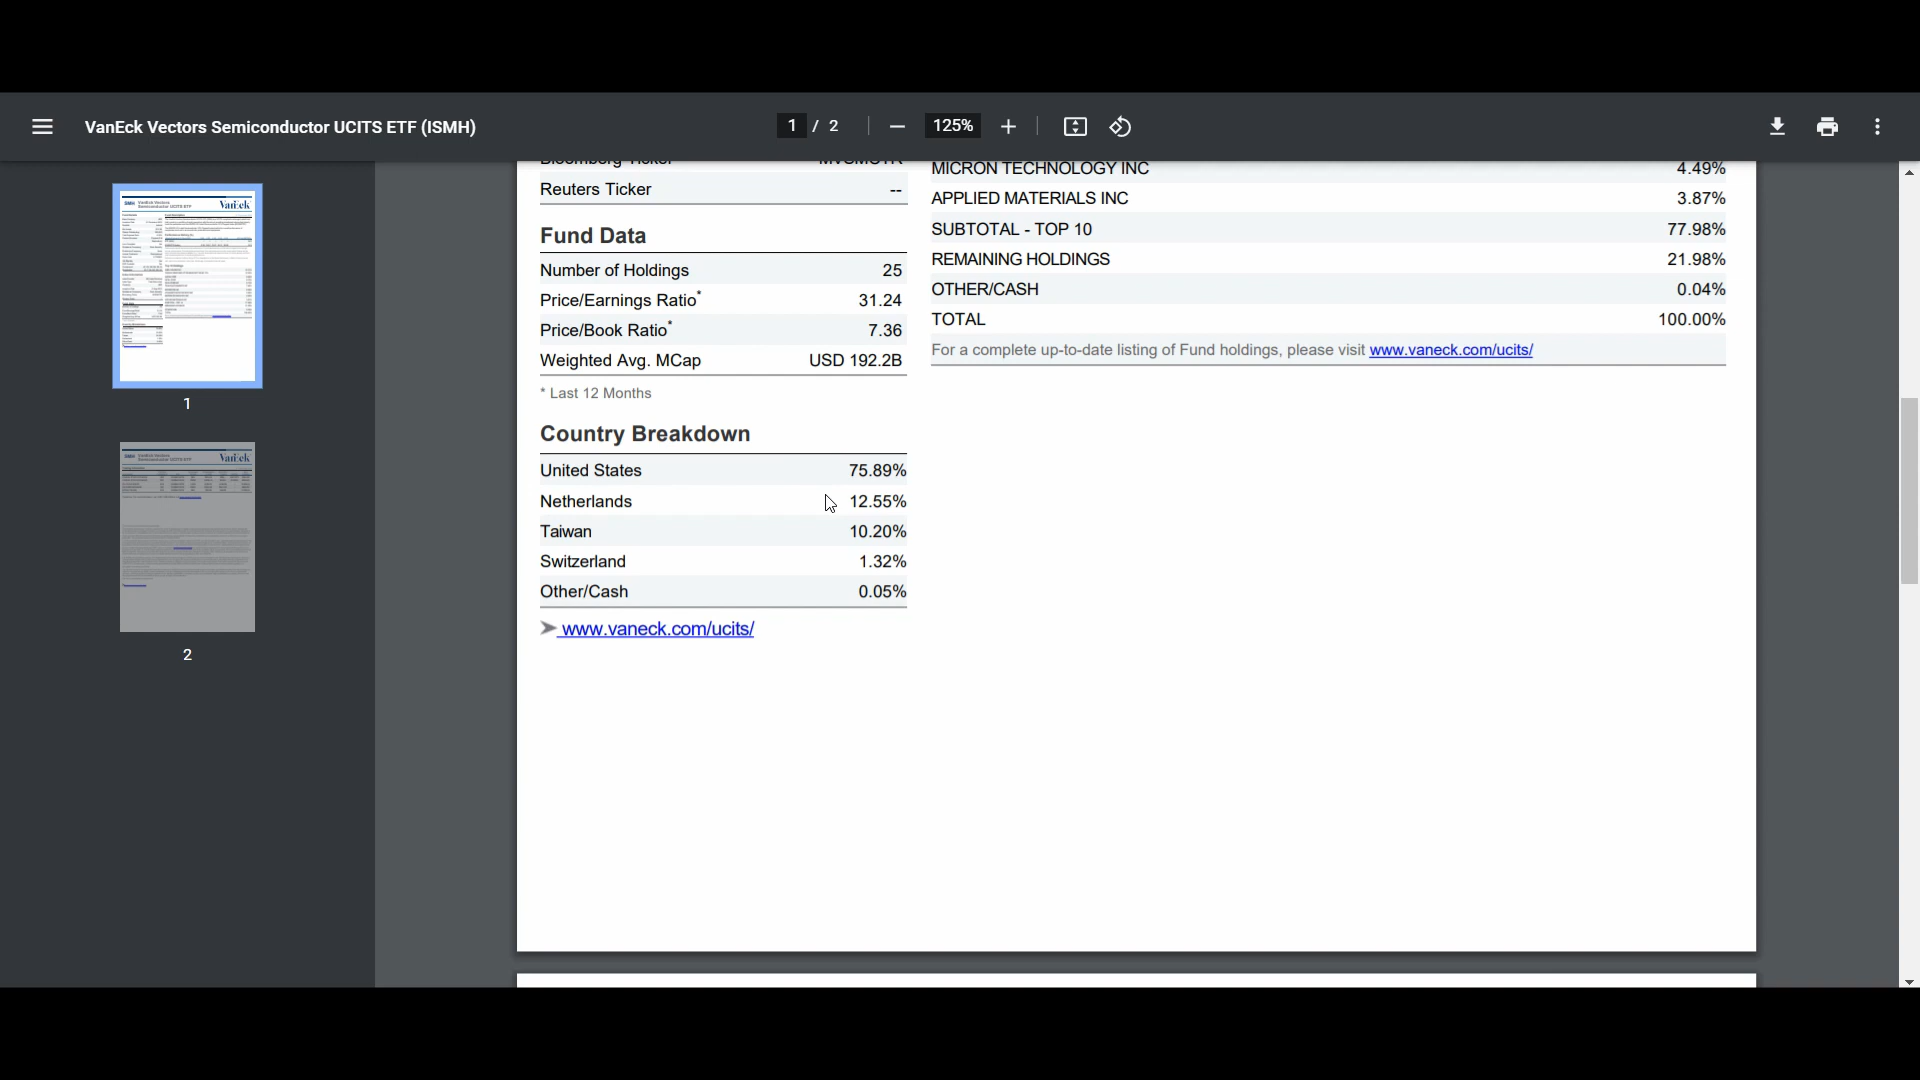 VanEck Vectors Semiconductor UCITS ETF (ISMH)
1 / 2
125%
1
2
Reuters Ticker --
Fund Data
Number of Holdings 25
Price/Earnings Ratio* 31.24
Price/Book Ratio* 7.36
Weighted Avg. MCap USD 192.2B
* Last 12 Months
Country Breakdown
United States 75.89%
Netherlands 12.55%
Taiwan 10.20%
Switzerland 1.32%
Other/Cash 0.05%
www.vaneck.com/ucits/
MICRON TECHNOLOGY INC 4.49%
APPLIED MATERIALS INC 3.87%
SUBTOTAL - TOP 10 77.98%
REMAINING HOLDINGS 21.98%
OTHER/CASH 0.04%
TOTAL 100.00%
For a complete up-to-date listing of Fund holdings, please visit www.vaneck.com/ucits/